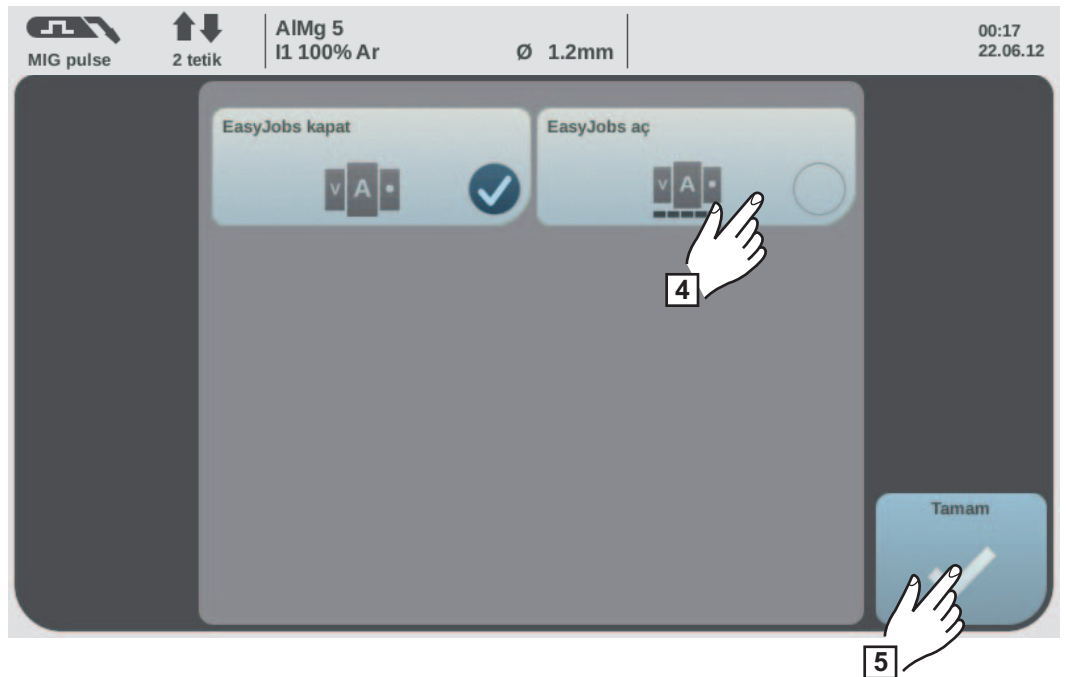 MIG pulse
2 tetik
AlMg 5
I1 100% Ar
Ø 1.2mm
00:17
22.06.12
EasyJobs kapat
V A •
EasyJobs aç
V A •
4
Tamam
5